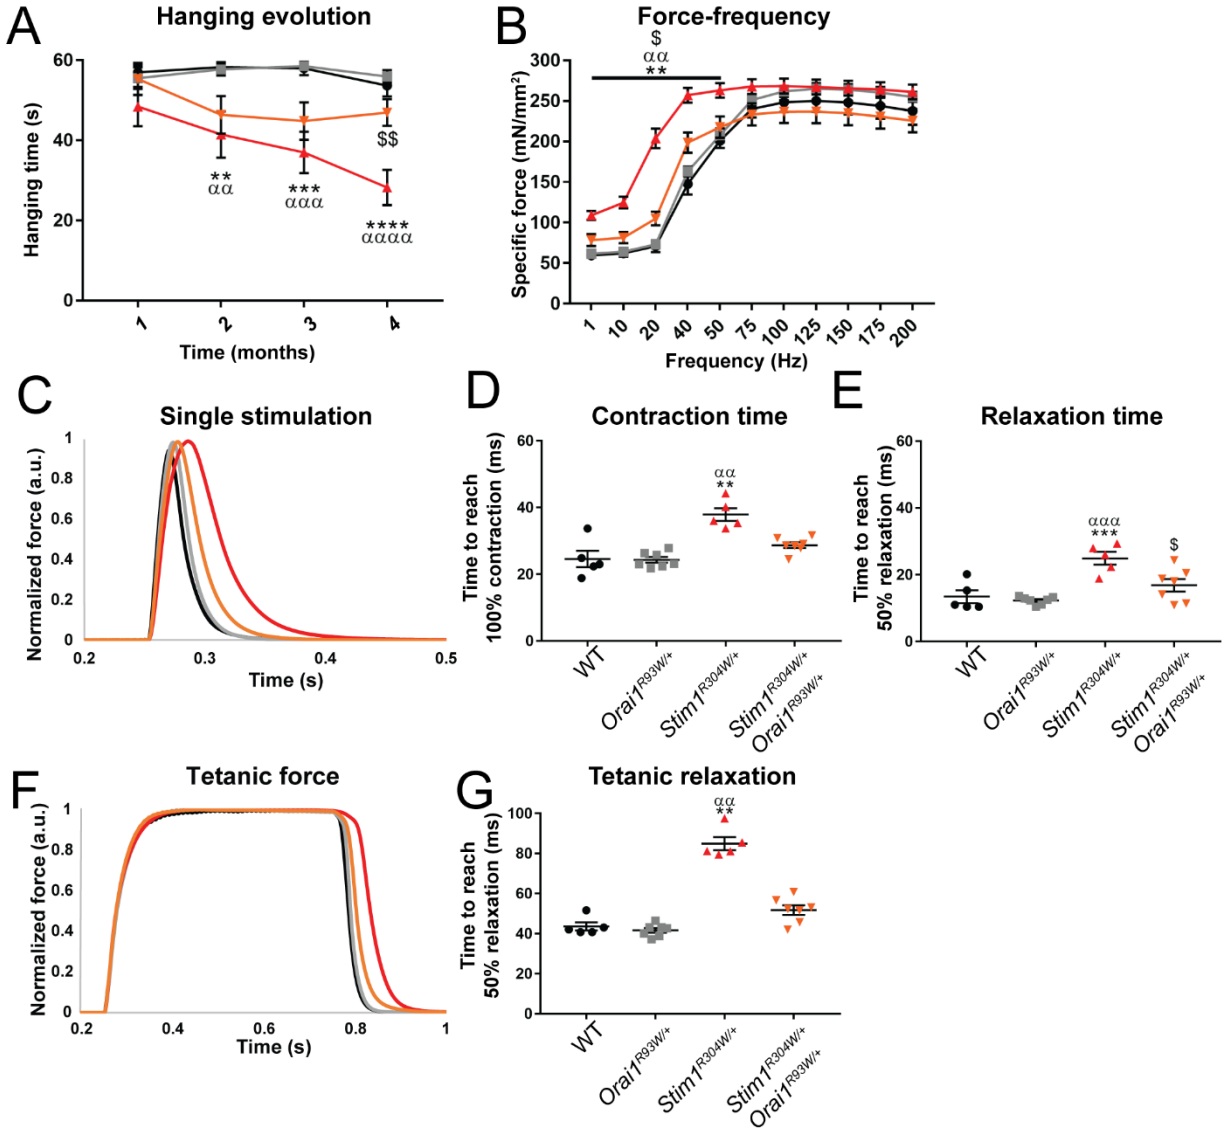 A
Hanging evolution
Hanging time (s)
60
40
20
0
$$
**
αα
***
ααα
****
αααα
1
2
3
4
Time (months)
B
Force-frequency
Specific force (mN/mm²)
300
250
200
150
100
50
0
$
αα
**
1
10
20
40
50
75
100
125
150
175
200
Frequency (Hz)
C
Single stimulation
Normalized force (a.u.)
1
0.8
0.6
0.4
0.2
0
0.2
0.3
0.4
0.5
Time (s)
D
Contraction time
Time to reach
100% contraction (ms)
60
40
20
0
αα
**
WT
Orai1R93W/+
Stim1R304W/+
Stim1R304W/+
Orai1R93W/+
E
Relaxation time
Time to reach
50% relaxation (ms)
60
40
20
0
ααα
***
$
WT
Orai1R93W/+
Stim1R304W/+
Stim1R304W/+
Orai1R93W/+
F
Tetanic force
Normalized force (a.u.)
1
0.8
0.6
0.4
0.2
0
0.2
0.4
0.6
0.8
1
Time (s)
G
Tetanic relaxation
Time to reach
50% relaxation (ms)
100
80
60
40
20
0
αα
**
WT
Orai1R93W/+
Stim1R304W/+
Stim1R304W/+
Orai1R93W/+